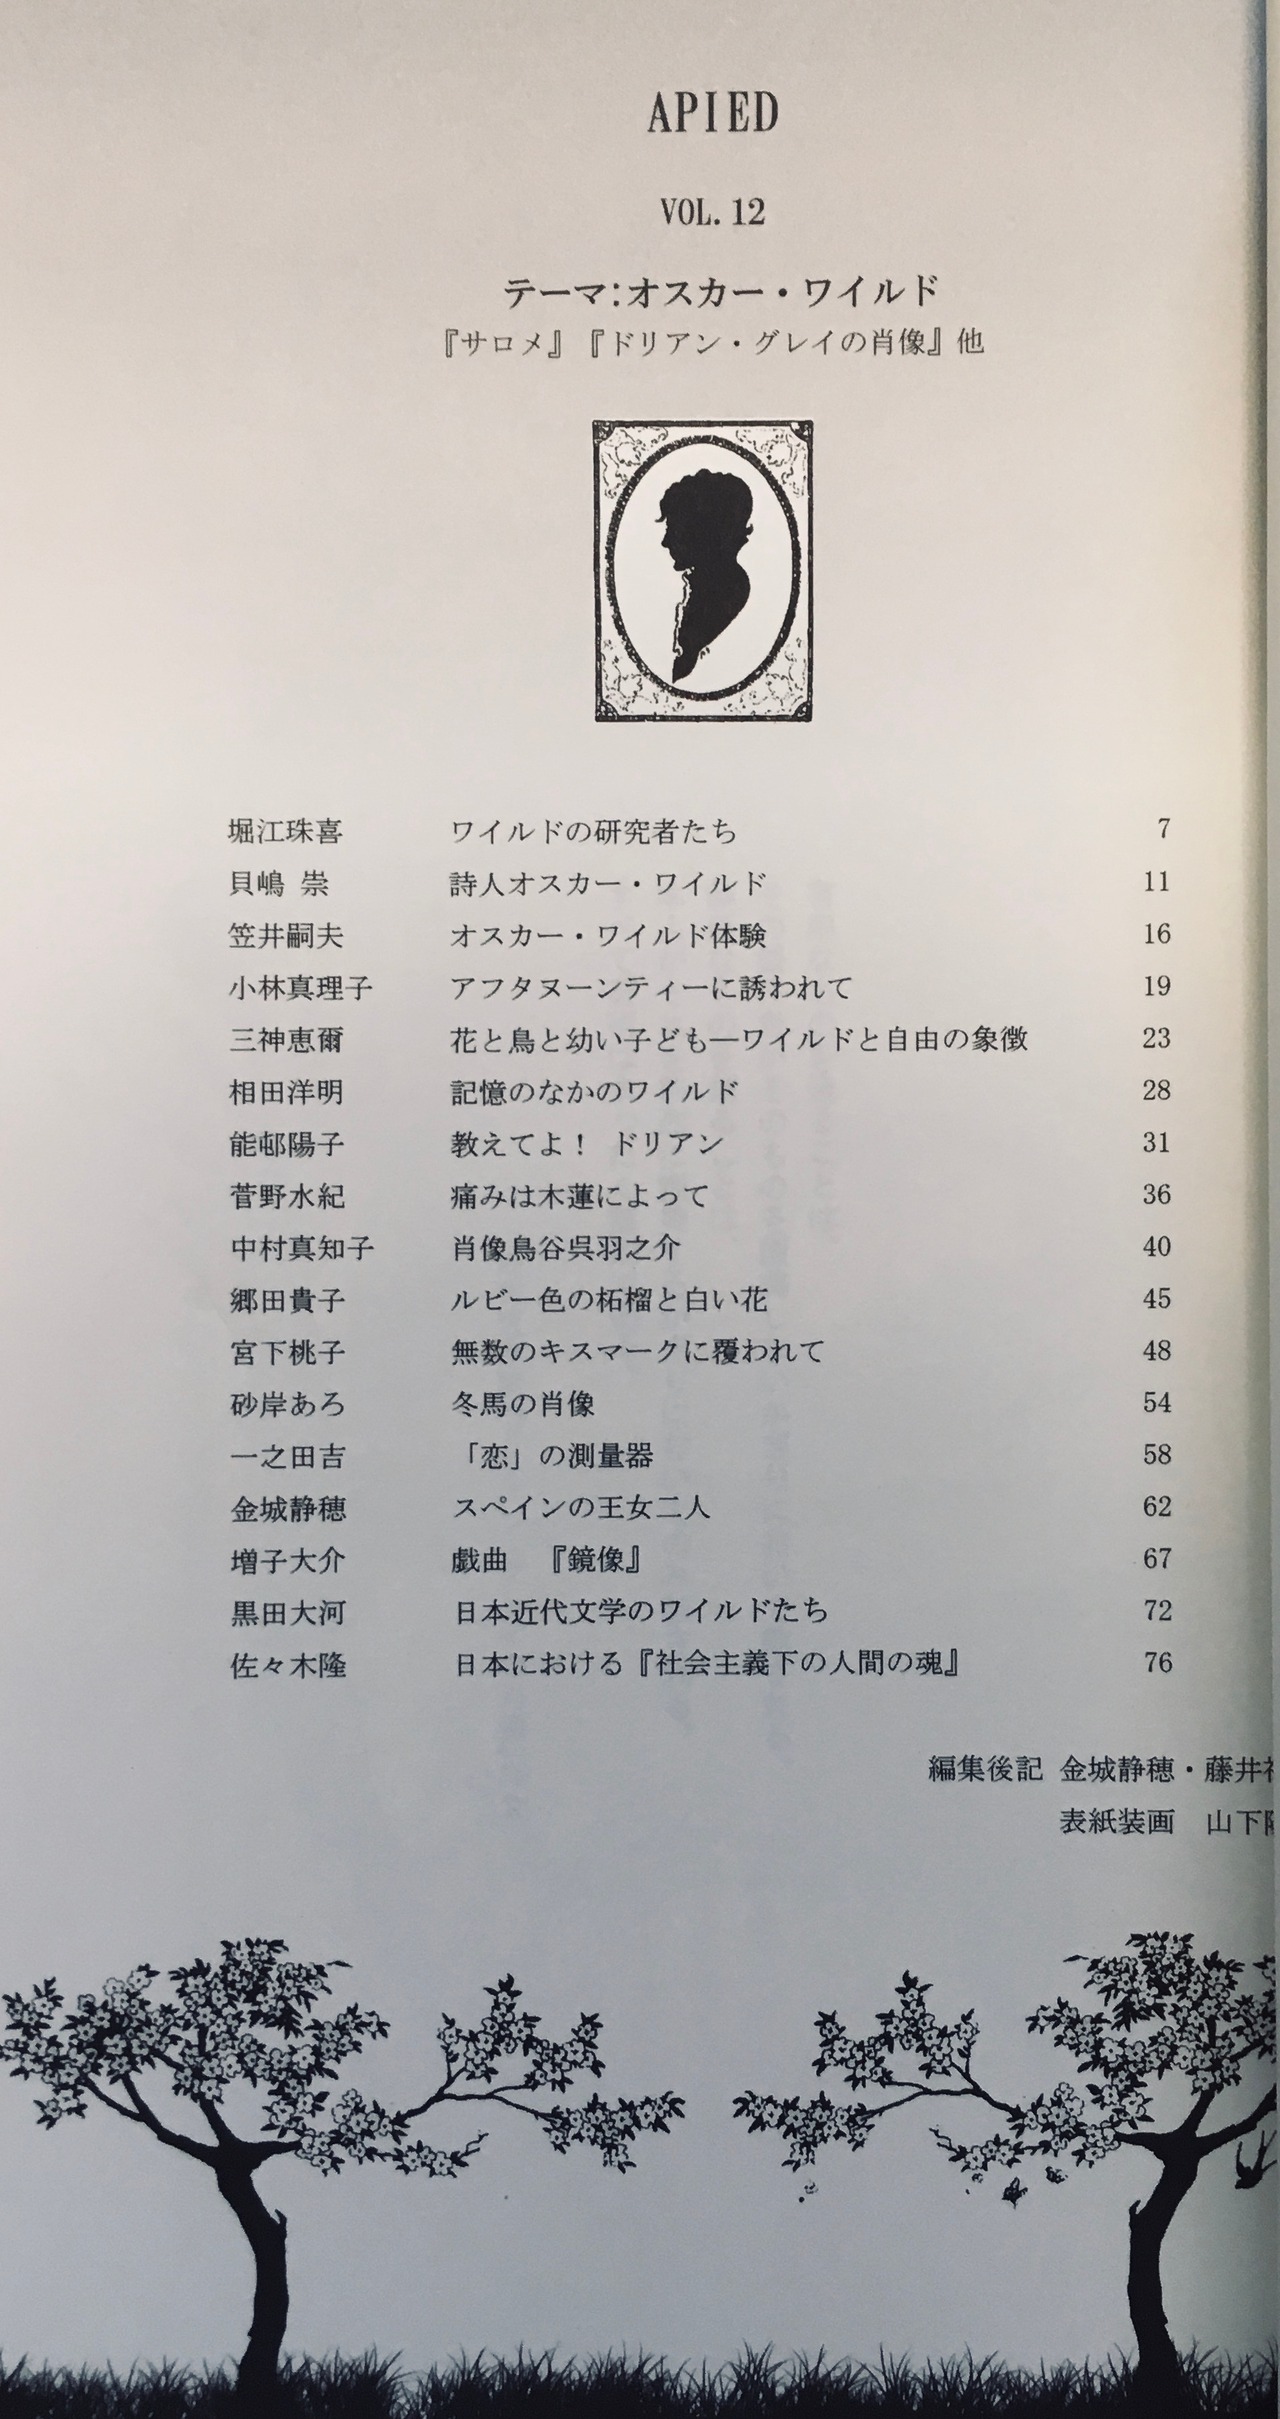 APIED
VOL.12
テーマ:オスカー・ワイルド
『サロメ』『ドリアン・グレイの肖像』他
堀江珠喜 ワイルドの研究者たち 7
貝嶋 崇 詩人オスカー・ワイルド 11
笠井嗣夫 オスカー・ワイルド体験 16
小林真理子 アフタヌーンティーに誘われて 19
三神恵爾 花と鳥と幼い子ども―ワイルドと自由の象徴 23
相田洋明 記憶のなかのワイルド 28
能邨陽子 教えてよ! ドリアン 31
菅野水紀 痛みは木蓮によって 36
中村真知子 肖像鳥谷呉羽之介 40
郷田貴子 ルビー色の柘榴と白い花 45
宮下桃子 無数のキスマークに覆われて 48
砂岸あろ 冬馬の肖像 54
一之田吉 「恋」の測量器 58
金城静穂 スペインの王女二人 62
増子大介 戯曲 『鏡像』 67
黒田大河 日本近代文学のワイルドたち 72
佐々木隆 日本における『社会主義下の人間の魂』 76
編集後記 金城静穂・藤井
表紙装画 山下